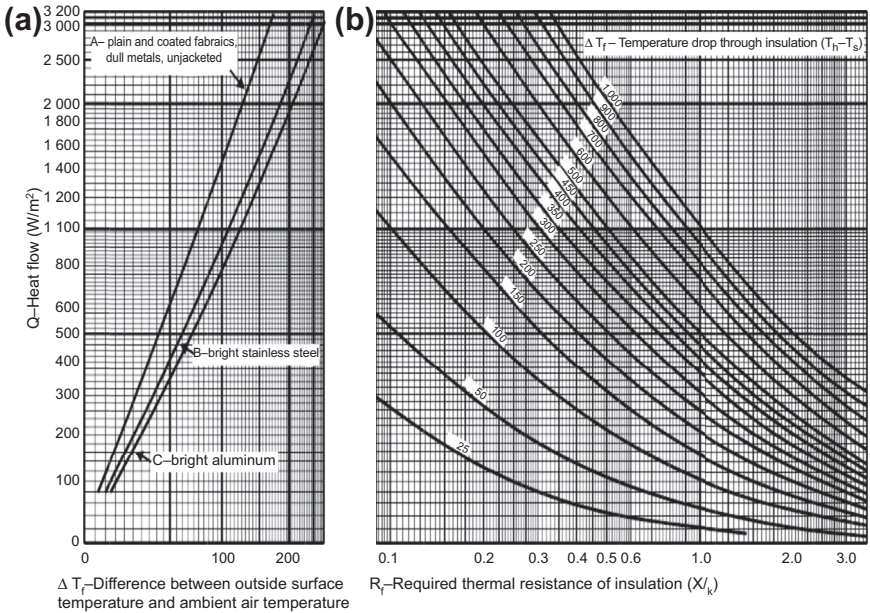 (a)
3 200
3 000
2 500
2 000
1 800
1 600
1 400
1 200
1 100
800
600
500
400
300
200
100
0
Q–Heat flow (W/m²)
A– plain and coated fabraics,
dull metals, unjacketed
B–bright stainless steel
C–bright aluminum
0 100 200
Δ T_f–Difference between outside surface
temperature and ambient air temperature
(b)
Δ T_f – Temperature drop through insulation (T_h–T_s)
1 000
900
800
700
600
500
450
400
350
300
250
200
150
100
50
25
0.1 0.2 0.3 0.4 0.5 0.6 1.0 2.0 3.0
R_f–Required thermal resistance of insulation (X/k)